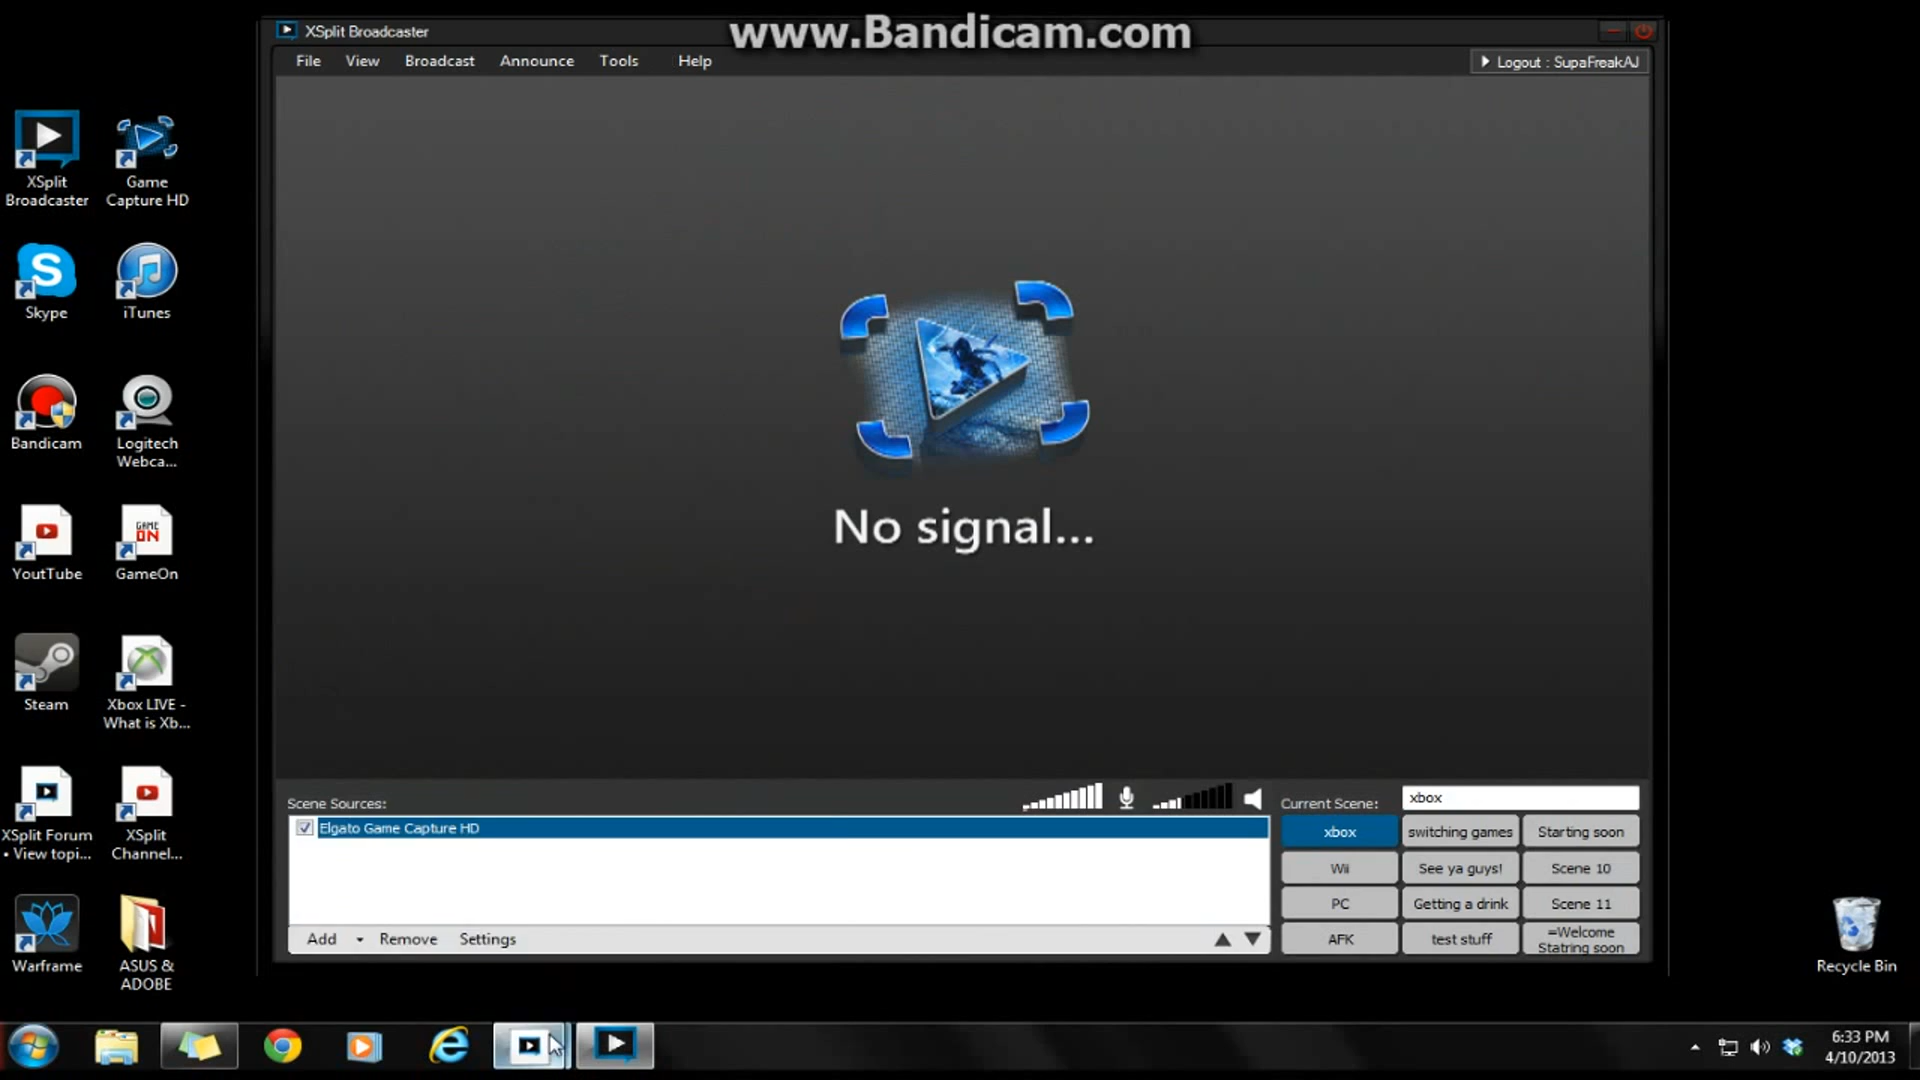 www.Bandicam.com
XSplit Broadcaster
File View Broadcast Announce Tools Help
Logout : SupaFreakAJ
XSplit
Broadcaster
Game
Capture HD
Skype
iTunes
Bandicam
Logitech
Webca...
YoutTube
GAME
ON
GameOn
Steam
Xbox LIVE -
What is Xb...
XSplit Forum
• View topi...
XSplit
Channel...
Warframe
ASUS &
ADOBE
No signal...
Scene Sources:
Elgato Game Capture HD
Add Remove Settings
Current Scene: xbox
xbox switching games Starting soon
Wii See ya guys! Scene 10
PC Getting a drink Scene 11
AFK test stuff =Welcome
Statring soon
Recycle Bin
6:33 PM
4/10/2013